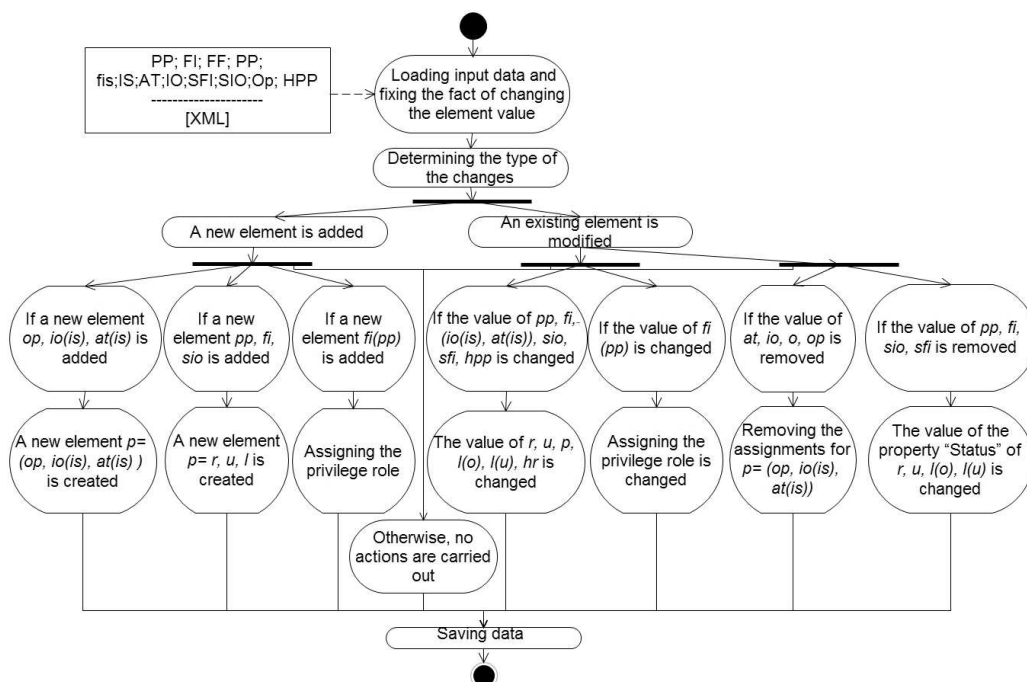 PP; FI; FF; PP;
fis;IS;AT;IO;SFI;SIO;Op; HPP
---------------------
[XML]
Loading input data and
fixing the fact of changing
the element value
Determining the type of
the changes
A new element is added
An existing element is
modified
If a new element
op, io(is), at(is) is
added
If a new
element pp, fi,
sio is added
If a new
element fi(pp)
is added
If the value of pp, fi,
(io(is), at(is)), sio,
sfi, hpp is changed
If the value of fi
(pp) is changed
If the value of
at, io, o, op is
removed
If the value of pp, fi,
sio, sfi is removed
A new element p=
(op, io(is), at(is) )
is created
A new element
p= r, u, l is
created
Assigning the
privilege role
The value of r, u, p,
l(o), l(u), hr is
changed
Assigning the
privilege role is
changed
Removing the
assignments for
p= (op, io(is),
at(is))
The value of the
property “Status” of
r, u, l(o), l(u) is
changed
Otherwise, no
actions are carried
out
Saving data